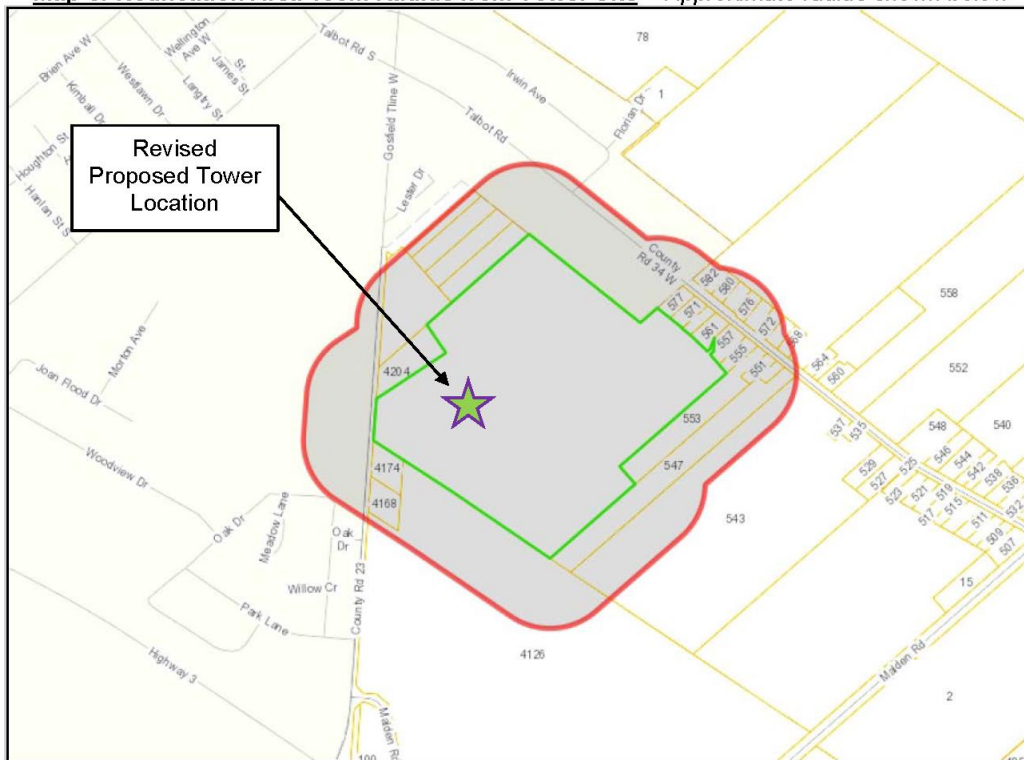 78
Talbot Rd S
Wellington
Ave W
St.
James St
Brien Ave W
Westlawn Dr
Langtry St
Kimball Dr
Irwin Ave
Florian Dr
1
Gosfield Tline W
Talbot Rd
Houghton St
Hanlan St S
Revised
Proposed Tower
Location
Lester Dr
County
Rd 34 W
582
580
576
572
568
577
571
561
557
555
551
564
560
558
552
Morton Ave
Joan Flood Dr
4204
553
537
535
548
540
546
544
542
538
536
532
547
529
527
525
523
521
519
517
515
511
509
507
Woodview Dr
4174
4168
543
Oak Dr
Meadow Lane
Oak
Dr
Willow Cr
Park Lane
County Rd 23
15
Highway 3
4126
Malden Rd
2
Malden Rd